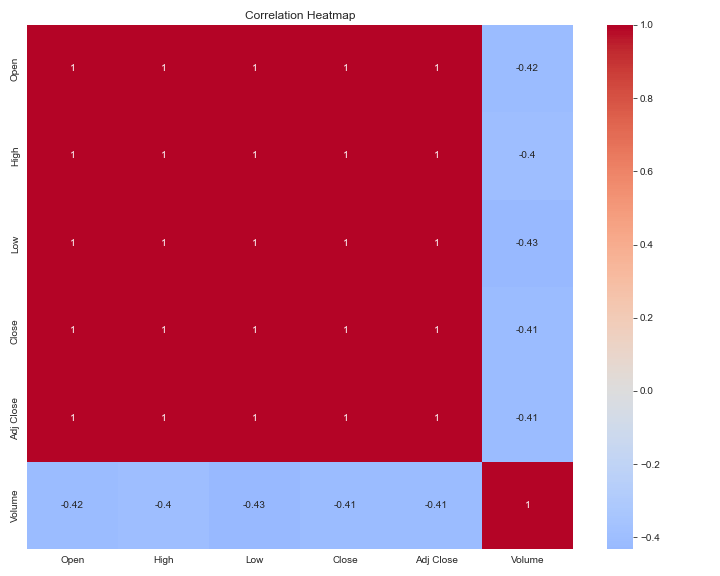 Correlation Heatmap
Open 1 1 1 1 1 -0.42
High 1 1 1 1 1 -0.4
Low 1 1 1 1 1 -0.43
Close 1 1 1 1 1 -0.41
Adj Close 1 1 1 1 1 -0.41
Volume -0.42 -0.4 -0.43 -0.41 -0.41 1
Open High Low Close Adj Close Volume
1.0
0.8
0.6
0.4
0.2
0.0
−0.2
−0.4